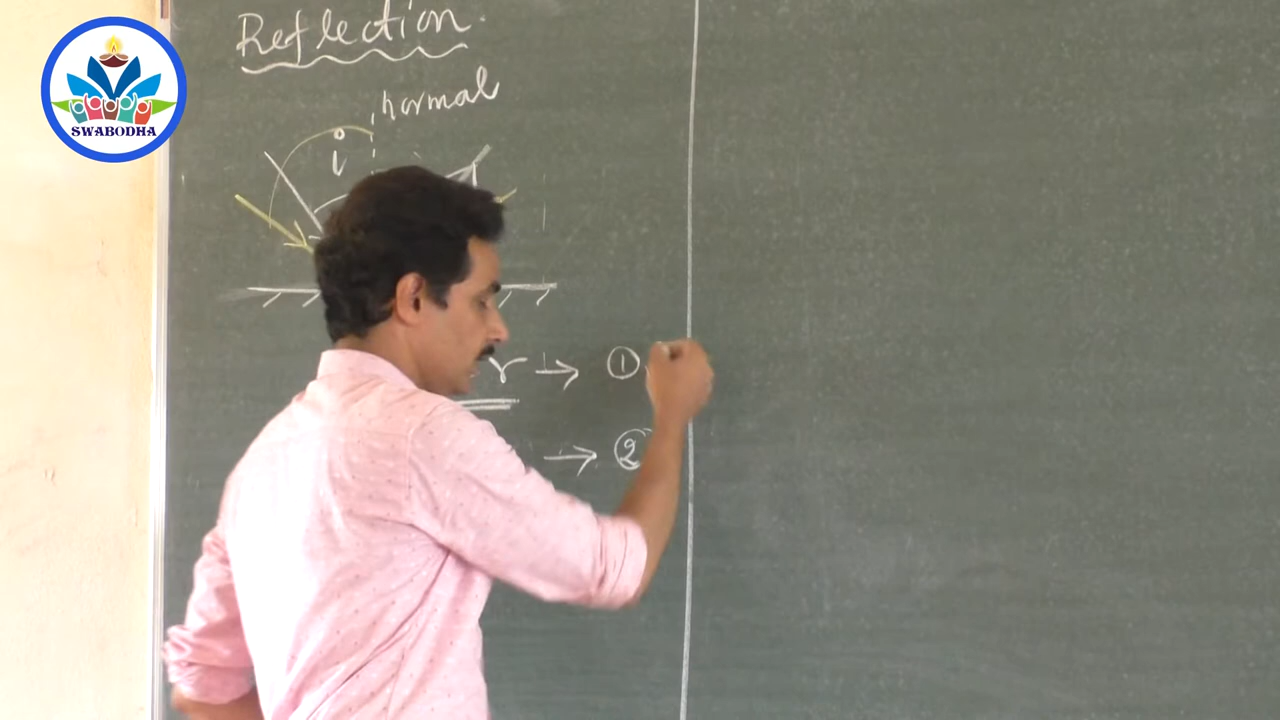 SWABODHA
Reflection.
normal
i
r → ①
→ ②